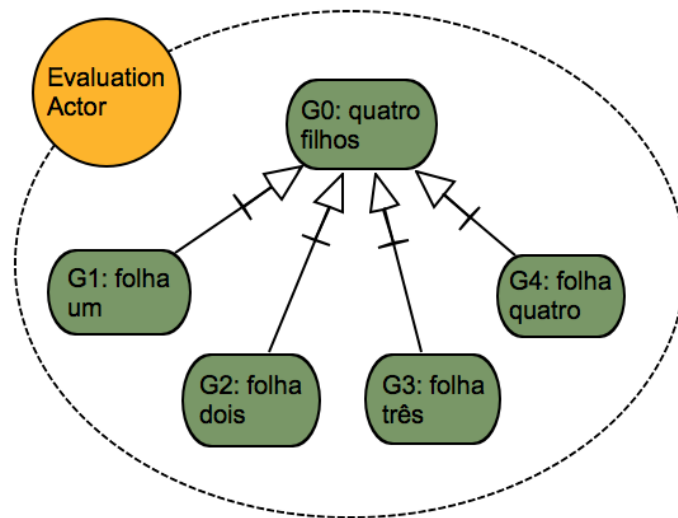 Evaluation
Actor
G0: quatro
filhos
G1: folha
um
G4: folha
quatro
G2: folha
dois
G3: folha
três